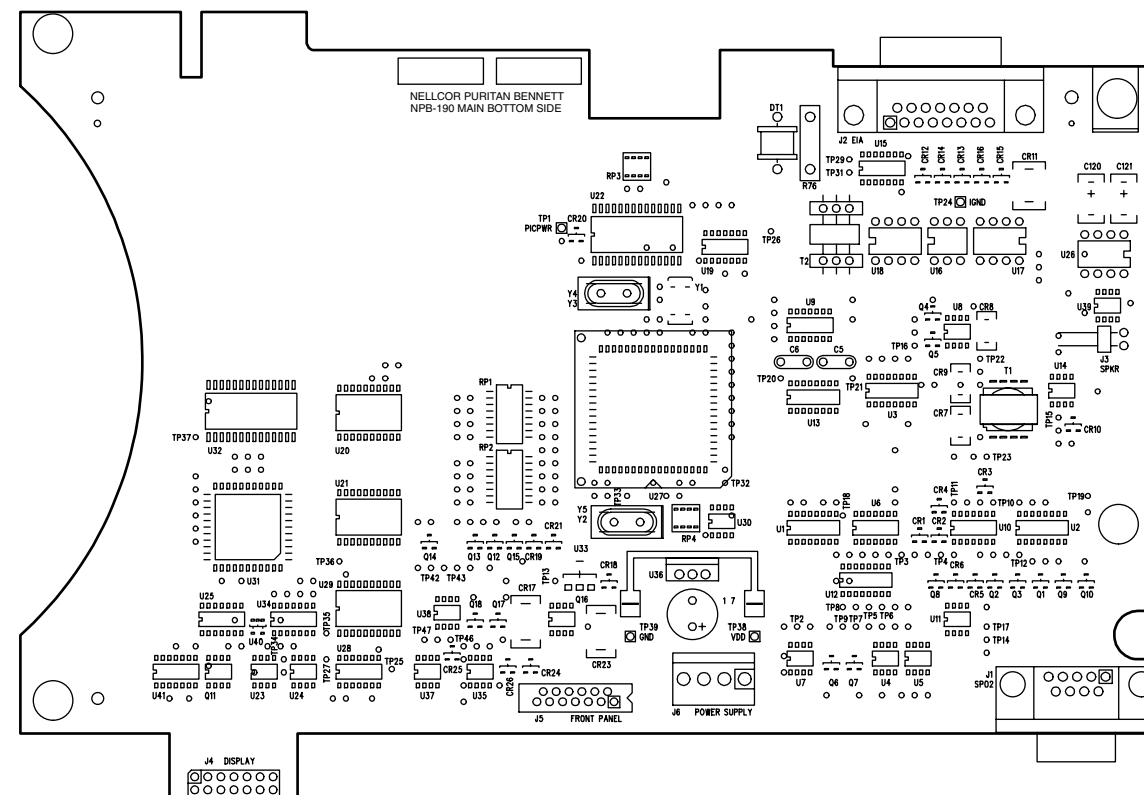 NELLCOR PURITAN BENNETT
NPB-190 MAIN BOTTOM SIDE
DT1
J2 EIA
U15
CR12
CR14
CR13
CR16
CR15
CR11
TP29
TP31
R76
RP3
U22
C120
C121
TP24
IGND
TP1
PICPWR
CR20
TP26
U19
T2
U18
U16
U17
U26
Y4
Y3
Y1
U9
Q4
U8
CR8
U39
TP16
Q5
C6
C5
TP22
J3
SPKR
TP20
TP21
CR9
T1
U14
RP1
U13
U3
CR7
TP15
CR10
TP37
U32
U20
RP2
TP23
U21
TP33
U27
TP32
CR3
TP11
CR4
TP10
TP19
TP18
U6
Y5
Y2
RP4
U30
U1
CR1
CR2
U10
U2
Q14
Q13
Q12
Q15
CR19
CR21
U33
TP36
TP42
TP43
TP13
CR18
U36
TP3
TP4
CR6
TP12
U31
U29
CR17
Q16
U12
Q8
CR5
Q2
Q3
Q1
Q9
Q10
U25
U34
U40
TP34
TP35
U38
Q18
Q17
1 7
TP8
TP9
TP7
TP5
TP6
U11
TP47
TP46
TP39
GND
TP38
VDD
TP2
TP17
TP14
U28
TP25
TP27
CR25
CR26
CR24
CR23
U41
Q11
U23
U24
U37
U35
U7
Q6
Q7
U4
U5
J1
SPO2
J5
FRONT PANEL
J6
POWER SUPPLY
J4
DISPLAY